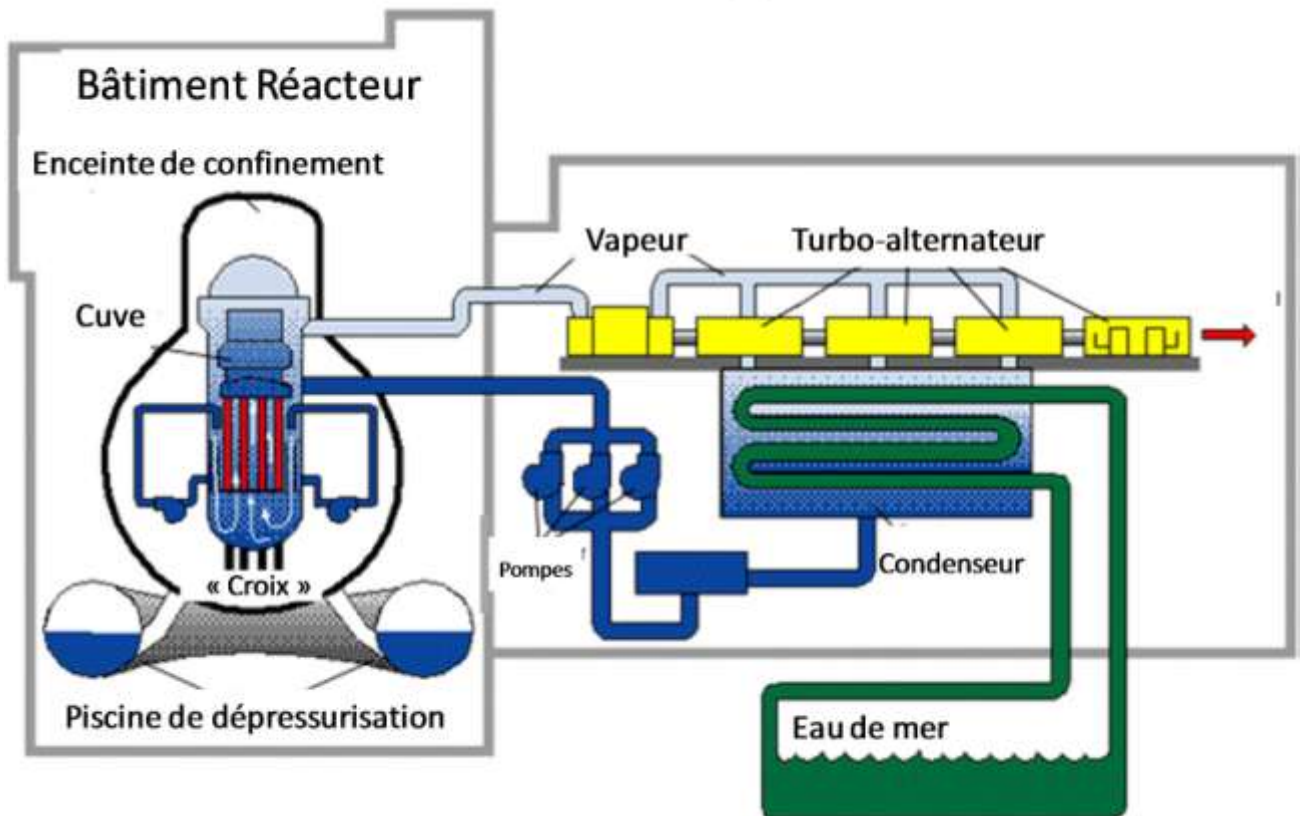 Bâtiment Réacteur
Enceinte de confinement
Vapeur
Turbo-alternateur
Cuve
Pompes
Condenseur
« Croix »
Piscine de dépressurisation
Eau de mer